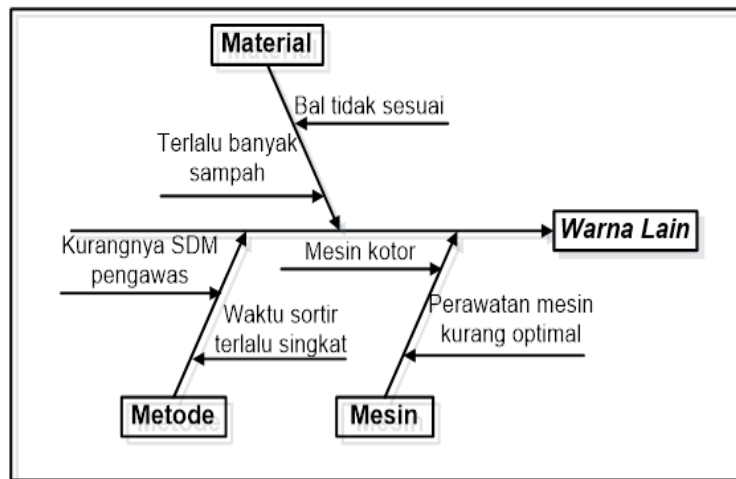 Material
Bal tidak sesuai
Terlalu banyak
sampah
Warna Lain
Kurangnya SDM
pengawas
Mesin kotor
Waktu sortir
terlalu singkat
Perawatan mesin
kurang optimal
Metode
Mesin